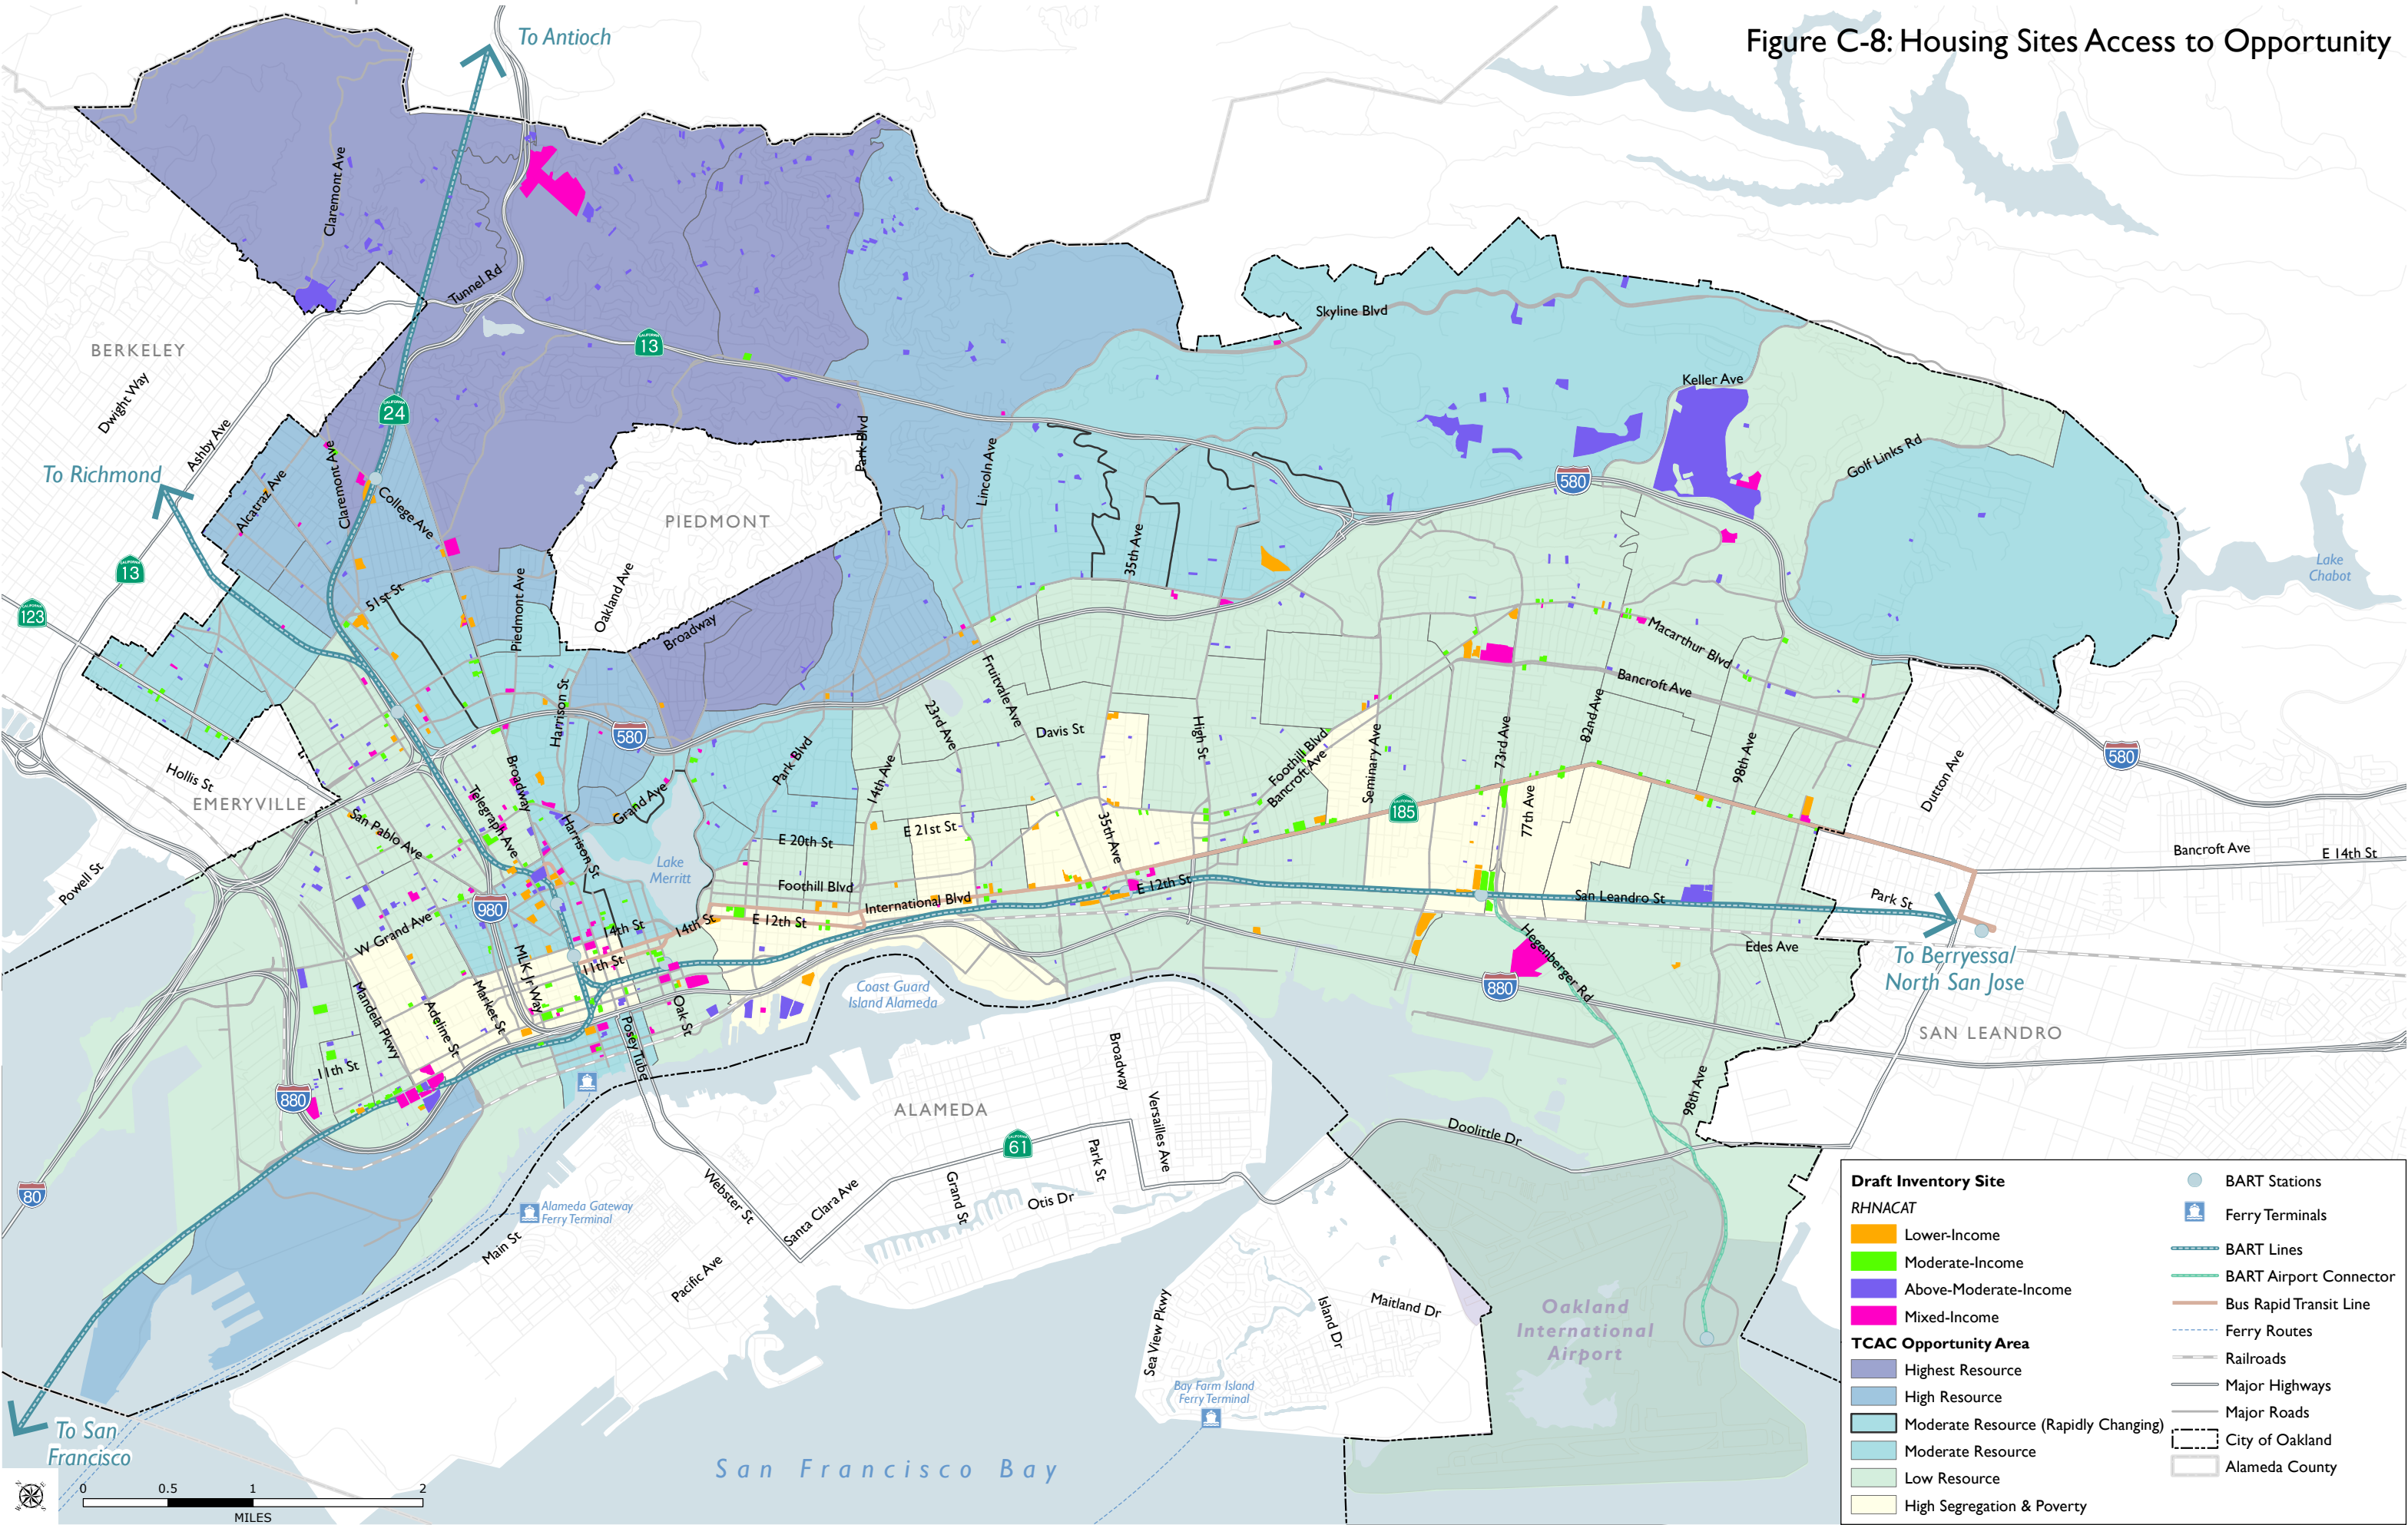 Figure C-8: Housing Sites Access to Opportunity
To Antioch
Claremont Ave
Tunnel Rd
BERKELEY
Dwight Way
Ashby Ave
13
24
Skyline Blvd
Keller Ave
Golf Links Rd
To Richmond
Alcatraz Ave
Claremont Ave
College Ave
PIEDMONT
Park Blvd
Lincoln Ave
35th Ave
580
Lake
Chabot
13
123
51st St
Piedmont Ave
Oakland Ave
Broadway
Harrison St
580
Fruitvale Ave
23rd Ave
Davis St
High St
Foothill Blvd
Bancroft Ave
Seminary Ave
73rd Ave
82nd Ave
Macarthur Blvd
Bancroft Ave
98th Ave
Dutton Ave
580
Hollis St
EMERYVILLE
San Pablo Ave
Telegraph Ave
Broadway
Harrison St
Grand Ave
Park Blvd
14th Ave
Lake
Merritt
E 20th St
E 21st St
35th Ave
185
77th Ave
Bancroft Ave
E 14th St
Powell St
Foothill Blvd
International Blvd
E 12th St
E 12th St
San Leandro St
Park St
980
W Grand Ave
14th St
14th St
11th St
MLK Jr Way
Market St
Adeline St
Mandela Pkwy
11th St
Oak St
Posey Tube
880
Coast Guard
Island Alameda
Hegenberger Rd
880
Edes Ave
To Berryessa/
North San Jose
SAN LEANDRO
98th Ave
Doolittle Dr
80
ALAMEDA
61
Broadway
Versailles Ave
Park St
Grand St
Otis Dr
Santa Clara Ave
Webster St
Pacific Ave
Main St
Alameda Gateway
Ferry Terminal
Sea View Pkwy
Island Dr
Maitland Dr
Bay Farm Island
Ferry Terminal
Oakland
International
Airport
To San
Francisco
San Francisco Bay
0 0.5 1 2
MILES
Draft Inventory Site
RHNACAT
Lower-Income
Moderate-Income
Above-Moderate-Income
Mixed-Income
TCAC Opportunity Area
Highest Resource
High Resource
Moderate Resource (Rapidly Changing)
Moderate Resource
Low Resource
High Segregation & Poverty
BART Stations
Ferry Terminals
BART Lines
BART Airport Connector
Bus Rapid Transit Line
Ferry Routes
Railroads
Major Highways
Major Roads
City of Oakland
Alameda County